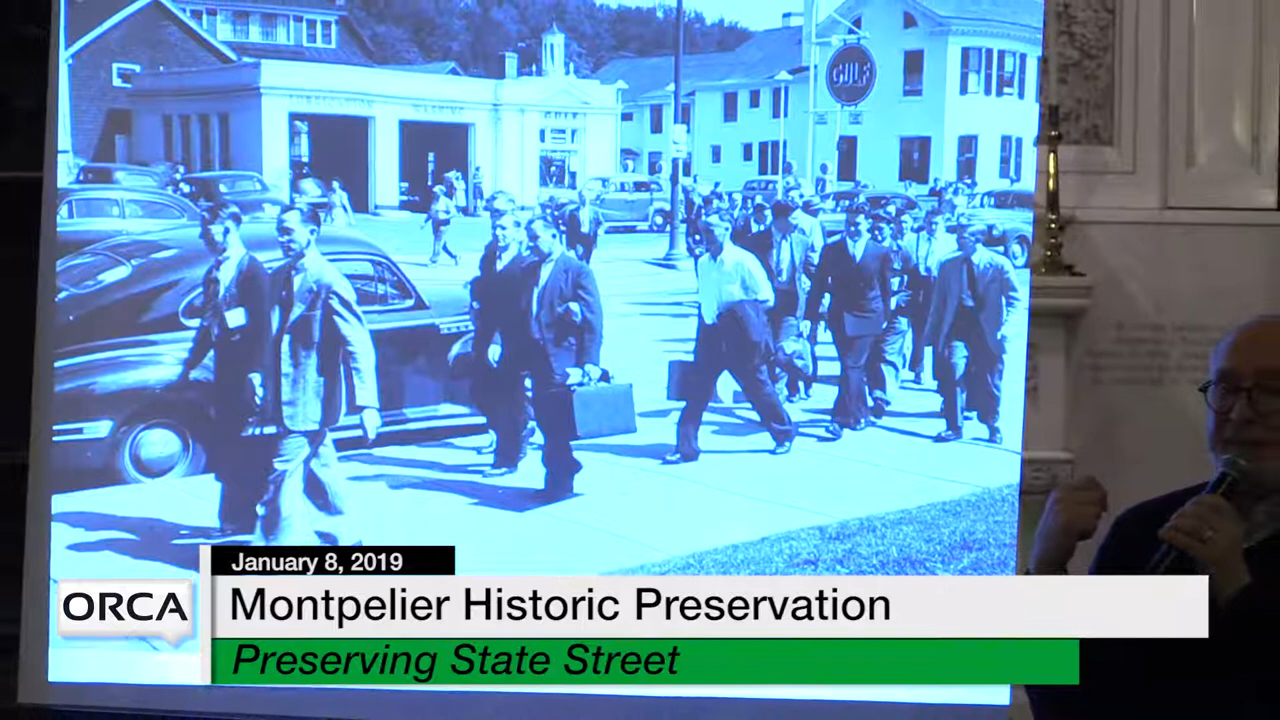 GULF
January 8, 2019
ORCA
Montpelier Historic Preservation
Preserving State Street